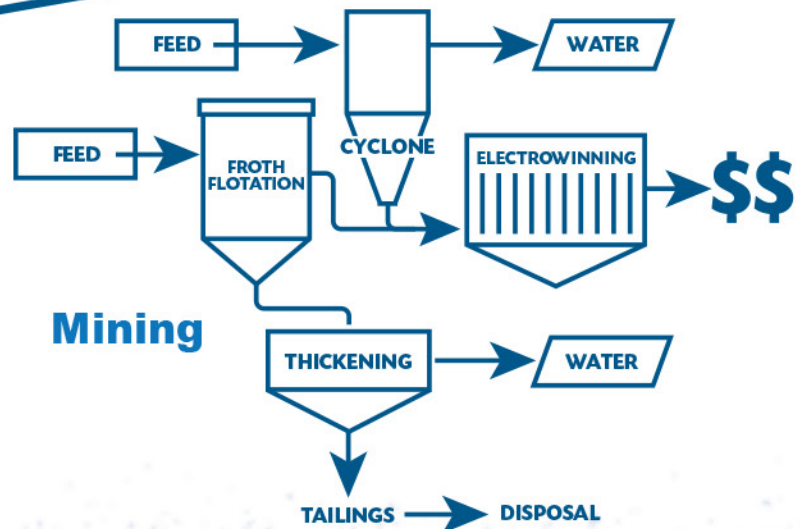 FEED
WATER
CYCLONE
FEED
FROTH
FLOTATION
ELECTROWINNING
$$
Mining
THICKENING
WATER
TAILINGS
DISPOSAL